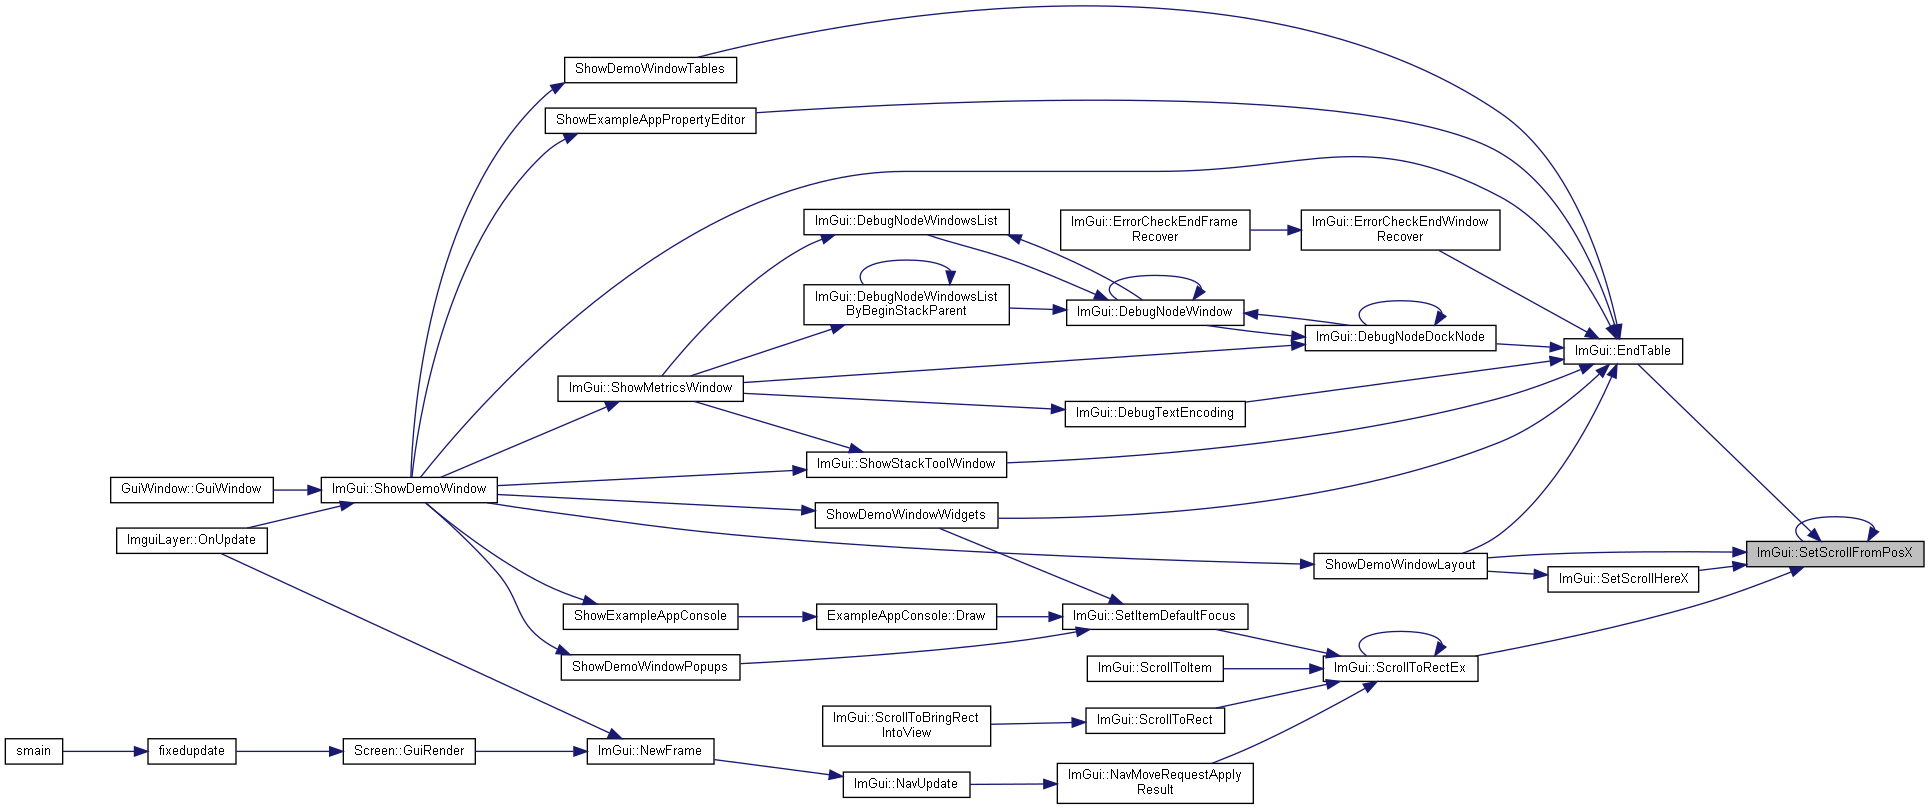 ShowDemoWindowTables
ShowExampleAppPropertyEditor
ImGui::DebugNodeWindowsList
ImGui::ErrorCheckEndFrame
Recover
ImGui::ErrorCheckEndWindow
Recover
ImGui::DebugNodeWindowsList
ByBeginStackParent
ImGui::DebugNodeWindow
ImGui::DebugNodeDockNode
ImGui::EndTable
ImGui::ShowMetricsWindow
ImGui::DebugTextEncoding
ImGui::ShowStackToolWindow
GuiWindow::GuiWindow
ImGui::ShowDemoWindow
ShowDemoWindowWidgets
ImguiLayer::OnUpdate
ImGui::SetScrollFromPosX
ShowDemoWindowLayout
ImGui::SetScrollHereX
ShowExampleAppConsole
ExampleAppConsole::Draw
ImGui::SetItemDefaultFocus
ShowDemoWindowPopups
ImGui::ScrollToItem
ImGui::ScrollToRectEx
ImGui::ScrollToBringRect
IntoView
ImGui::ScrollToRect
smain
fixedupdate
Screen::GuiRender
ImGui::NewFrame
ImGui::NavUpdate
ImGui::NavMoveRequestApply
Result